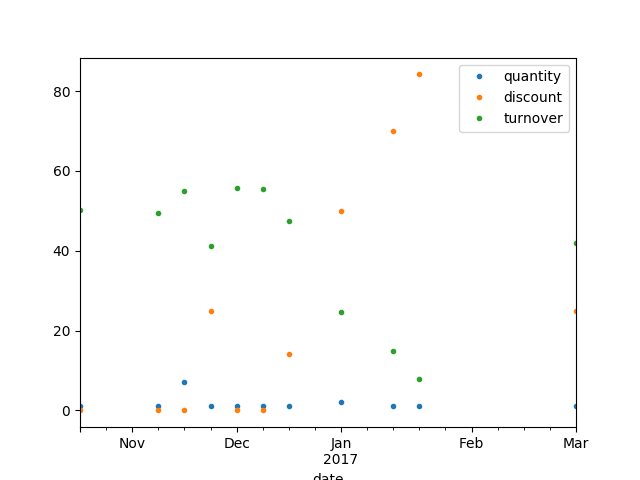 quantity
discount
turnover
80
60
40
20
0
Nov
Dec
Jan
Feb
Mar
2017
date